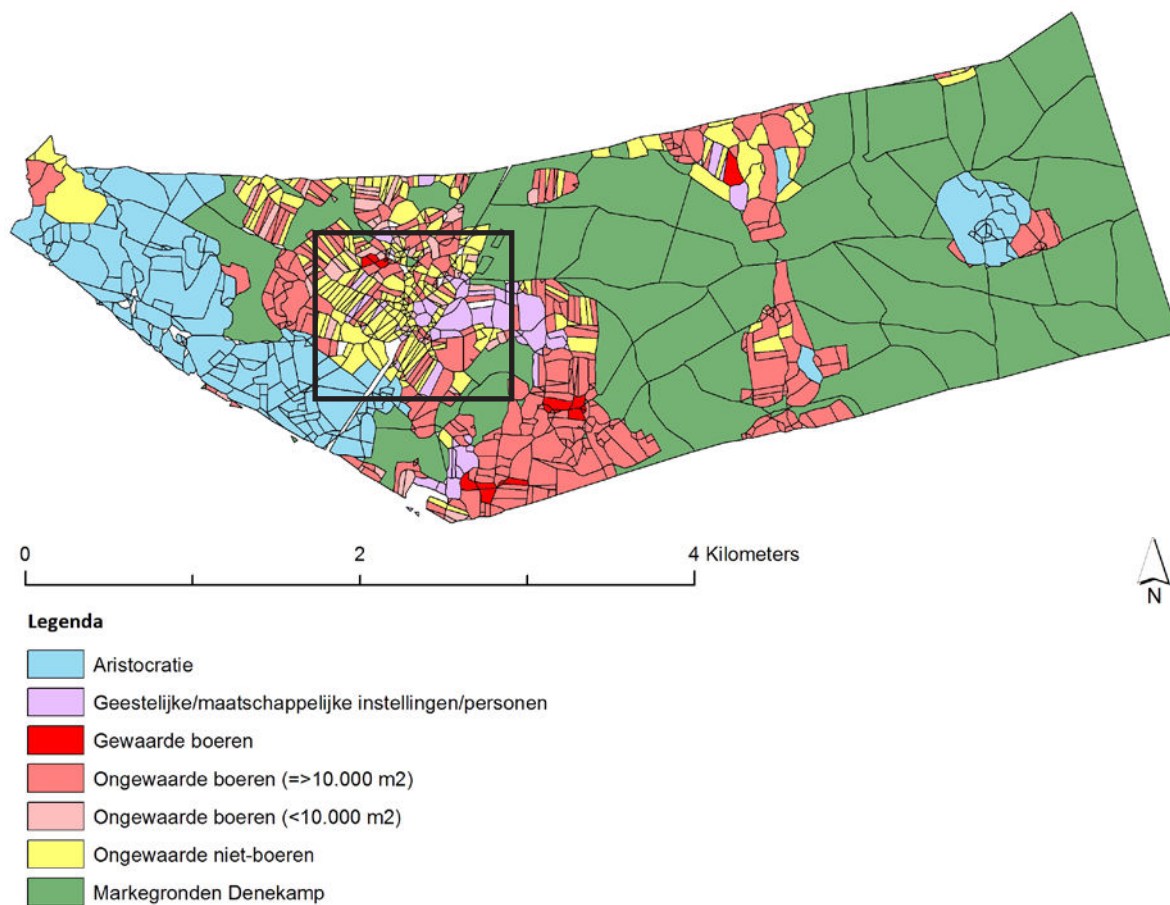 0 2 4 Kilometers
N
Legenda
Aristocratie
Geestelijke/maatschappelijke instellingen/personen
Gewaarde boeren
Ongewaarde boeren (=>10.000 m2)
Ongewaarde boeren (<10.000 m2)
Ongewaarde niet-boeren
Markegronden Denekamp